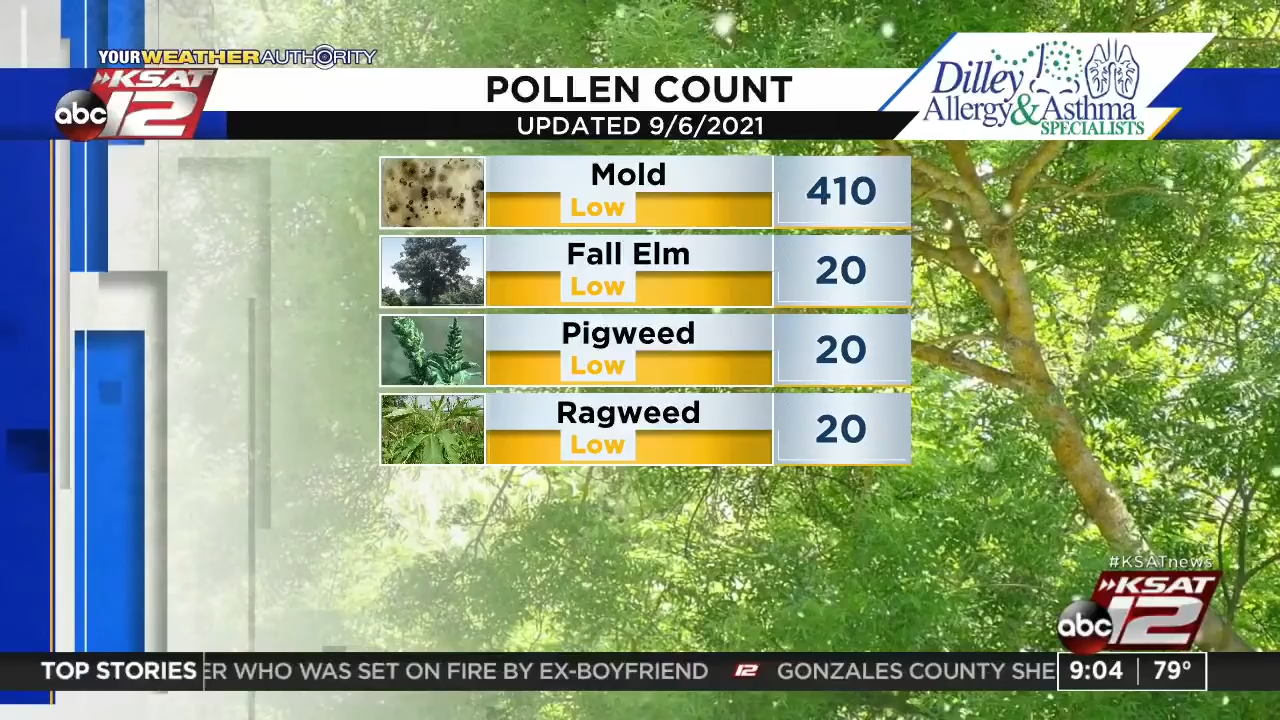 YOURWEATHERAUTHORITY
KSAT
abc 12
POLLEN COUNT
UPDATED 9/6/2021
Dilley
Allergy&Asthma
SPECIALISTS
Mold
Low
410
Fall Elm
Low
20
Pigweed
Low
20
Ragweed
Low
20
#KSATnews
KSAT
abc 12
TOP STORIES ER WHO WAS SET ON FIRE BY EX-BOYFRIEND 12 GONZALES COUNTY SHE 9:04 79°